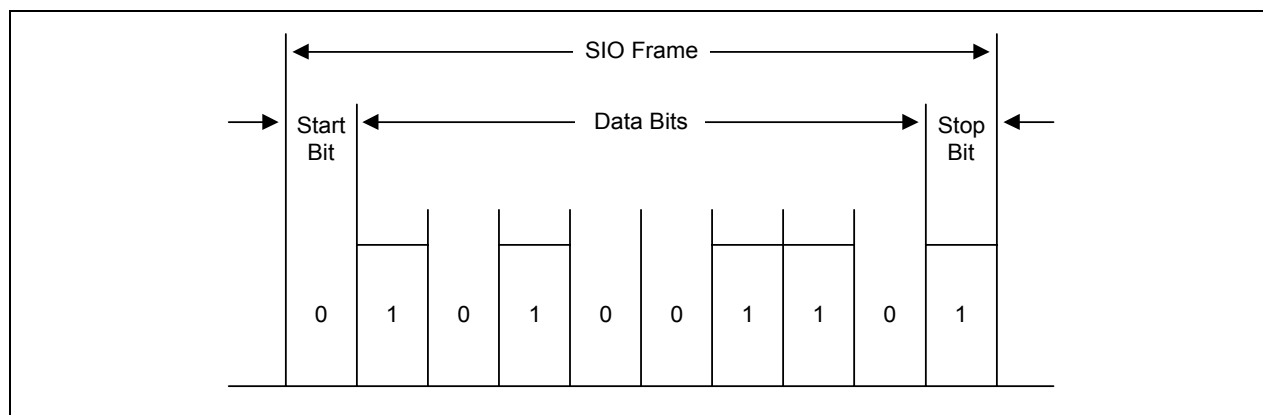 SIO Frame
Start
Bit
Data Bits
Stop
Bit
0 1 0 1 0 0 1 1 0 1